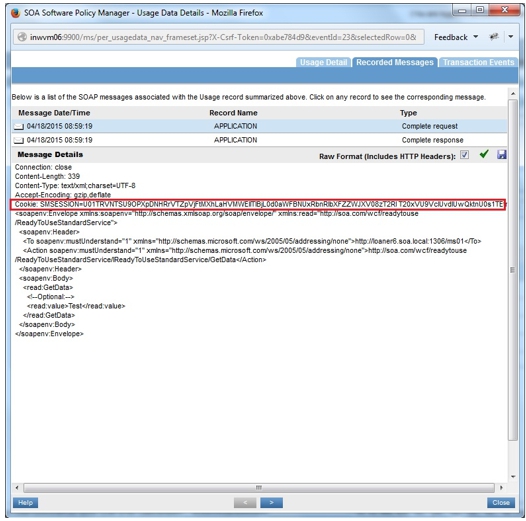 SOA Software Policy Manager - Usage Data Details - Mozilla Firefox
inwvm06:9900/ms/per_usagedata_nav_frameset.jsp?X-Csrf-Token=0xabe784d9&eventId=23&selectedRow=0& Feedback
Usage Detail Recorded Messages Transaction Events
Below is a list of the SOAP messages associated with the Usage record summarized above. Click on any record to see the corresponding message.
Message Date/Time Record Name Type
04/18/2015 08:59:19 APPLICATION Complete request
04/18/2015 08:59:19 APPLICATION Complete response
Message Details Raw Format (Includes HTTP Headers):
Connection: close
Content-Length: 339
Content-Type: text/xml;charset=UTF-8
Accept-Encoding: gzip,deflate
Cookie:
<soapenv:Envelope xmlns:soapenv="http://schemas.xmlsoap.org/soap/envelope/" xmlns:read="http://soa.com/wcf/readytouse
/ReadyToUseStandardService">
<soapenv:Header>
<To soapenv:mustUnderstand="1" xmlns="http://schemas.microsoft.com/ws/2005/05/addressing/none">http://loaner6.soa.local:1306/ms01</To>
<Action soapenv:mustUnderstand="1" xmlns="http://schemas.microsoft.com/ws/2005/05/addressing/none">http://soa.com/wcf/readytouse
/ReadyToUseStandardService/IReadyToUseStandardService/GetData</Action>
</soapenv:Header>
<soapenv:Body>
<read:GetData>
<!--Optional:-->
<read:value>Test</read:value>
</read:GetData>
</soapenv:Body>
</soapenv:Envelope>
Help < > Close